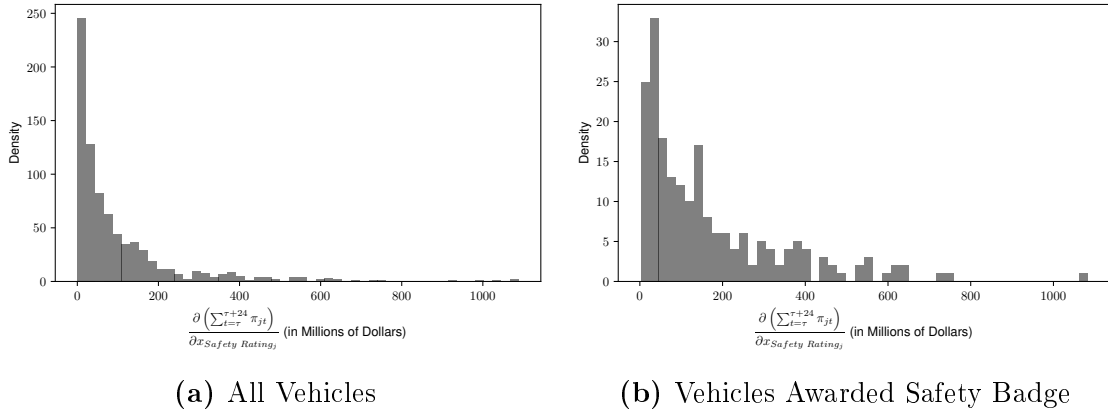 250
200
150
100
50
0
Density
0 200 400 600 800 1000
∂(∑_{t=τ}^{τ+24} π_{jt})
∂x_{Safety Rating_j} (in Millions of Dollars)
(a) All Vehicles
30
25
20
15
10
5
0
Density
0 200 400 600 800 1000
∂(∑_{t=τ}^{τ+24} π_{jt})
∂x_{Safety Rating_j} (in Millions of Dollars)
(b) Vehicles Awarded Safety Badge